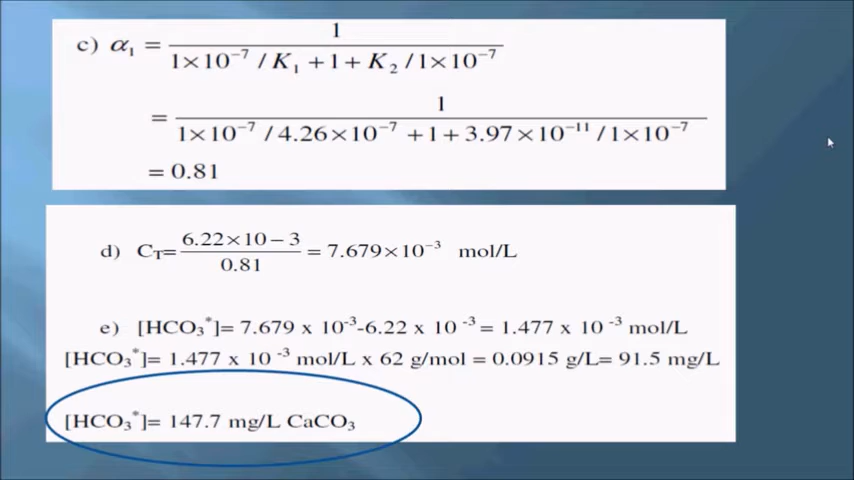 c) α₁ = 1 / (1×10⁻⁷ / K₁ + 1 + K₂ / 1×10⁻⁷)
= 1 / (1×10⁻⁷ / 4.26×10⁻⁷ + 1 + 3.97×10⁻¹¹ / 1×10⁻⁷)
= 0.81
d) C_T= 6.22×10 − 3 / 0.81 = 7.679×10⁻³ mol/L
e) [HCO₃*]= 7.679 x 10⁻³-6.22 x 10 ⁻³ = 1.477 x 10 ⁻³ mol/L
[HCO₃*]= 1.477 x 10 ⁻³ mol/L x 62 g/mol = 0.0915 g/L= 91.5 mg/L
[HCO₃*]= 147.7 mg/L CaCO₃